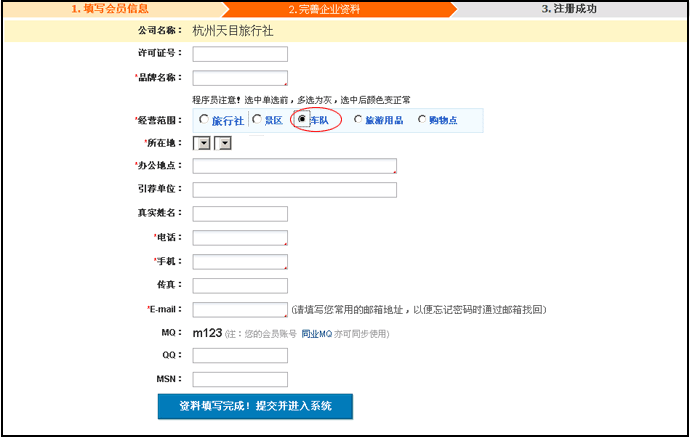 1. 填写会员信息 2. 完善企业资料 3. 注册成功
公司名称： 杭州天目旅行社
许可证号：
*品牌名称：
程序员注意！选中单选前，多选为灰，选中后颜色变正常
*经营范围： 旅行社 景区 车队 旅游用品 购物点
*所在地：
*办公地点：
引荐单位：
真实姓名：
*电话：
*手机：
传真：
*E-mail： (请填写您常用的邮箱地址，以便忘记密码时通过邮箱找回)
MQ： m123 (注：您的会员账号 同业MQ 亦可同步使用)
QQ：
MSN：
资料填写完成！提交并进入系统